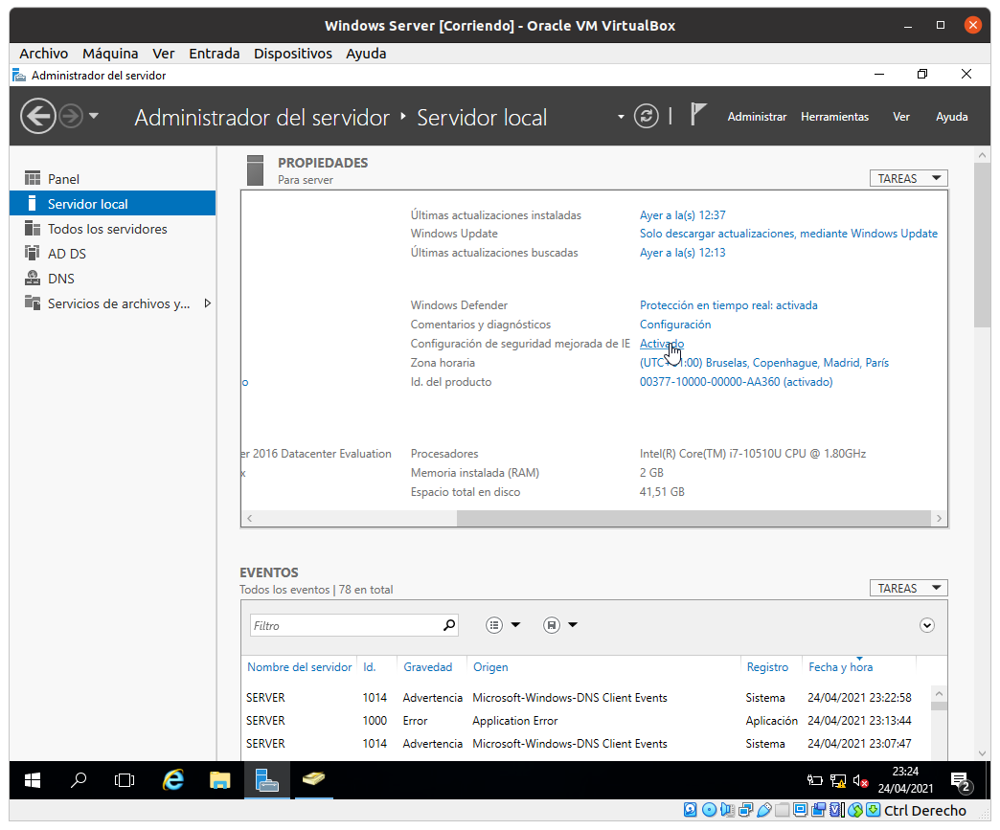 Windows Server [Corriendo] - Oracle VM VirtualBox
Archivo Máquina Ver Entrada Dispositivos Ayuda
Administrador del servidor
Administrador del servidor Servidor local
Administrar Herramientas Ver Ayuda
Panel
Servidor local
Todos los servidores
AD DS
DNS
Servicios de archivos y...
PROPIEDADES
Para server
TAREAS
Últimas actualizaciones instaladas Ayer a la(s) 12:37
Windows Update Solo descargar actualizaciones, mediante Windows Update
Últimas actualizaciones buscadas Ayer a la(s) 12:13
Windows Defender Protección en tiempo real: activada
Comentarios y diagnósticos Configuración
Configuración de seguridad mejorada de IE Activado
Zona horaria (UTC+01:00) Bruselas, Copenhague, Madrid, París
o Id. del producto 00377-10000-00000-AA360 (activado)
er 2016 Datacenter Evaluation Procesadores Intel(R) Core(TM) i7-10510U CPU @ 1.80GHz
x Memoria instalada (RAM) 2 GB
Espacio total en disco 41,51 GB
EVENTOS
Todos los eventos | 78 en total
TAREAS
Filtro
Nombre del servidor Id. Gravedad Origen Registro Fecha y hora
SERVER 1014 Advertencia Microsoft-Windows-DNS Client Events Sistema 24/04/2021 23:22:58
SERVER 1000 Error Application Error Aplicación 24/04/2021 23:13:44
SERVER 1014 Advertencia Microsoft-Windows-DNS Client Events Sistema 24/04/2021 23:07:47
23:24
24/04/2021
2
Ctrl Derecho